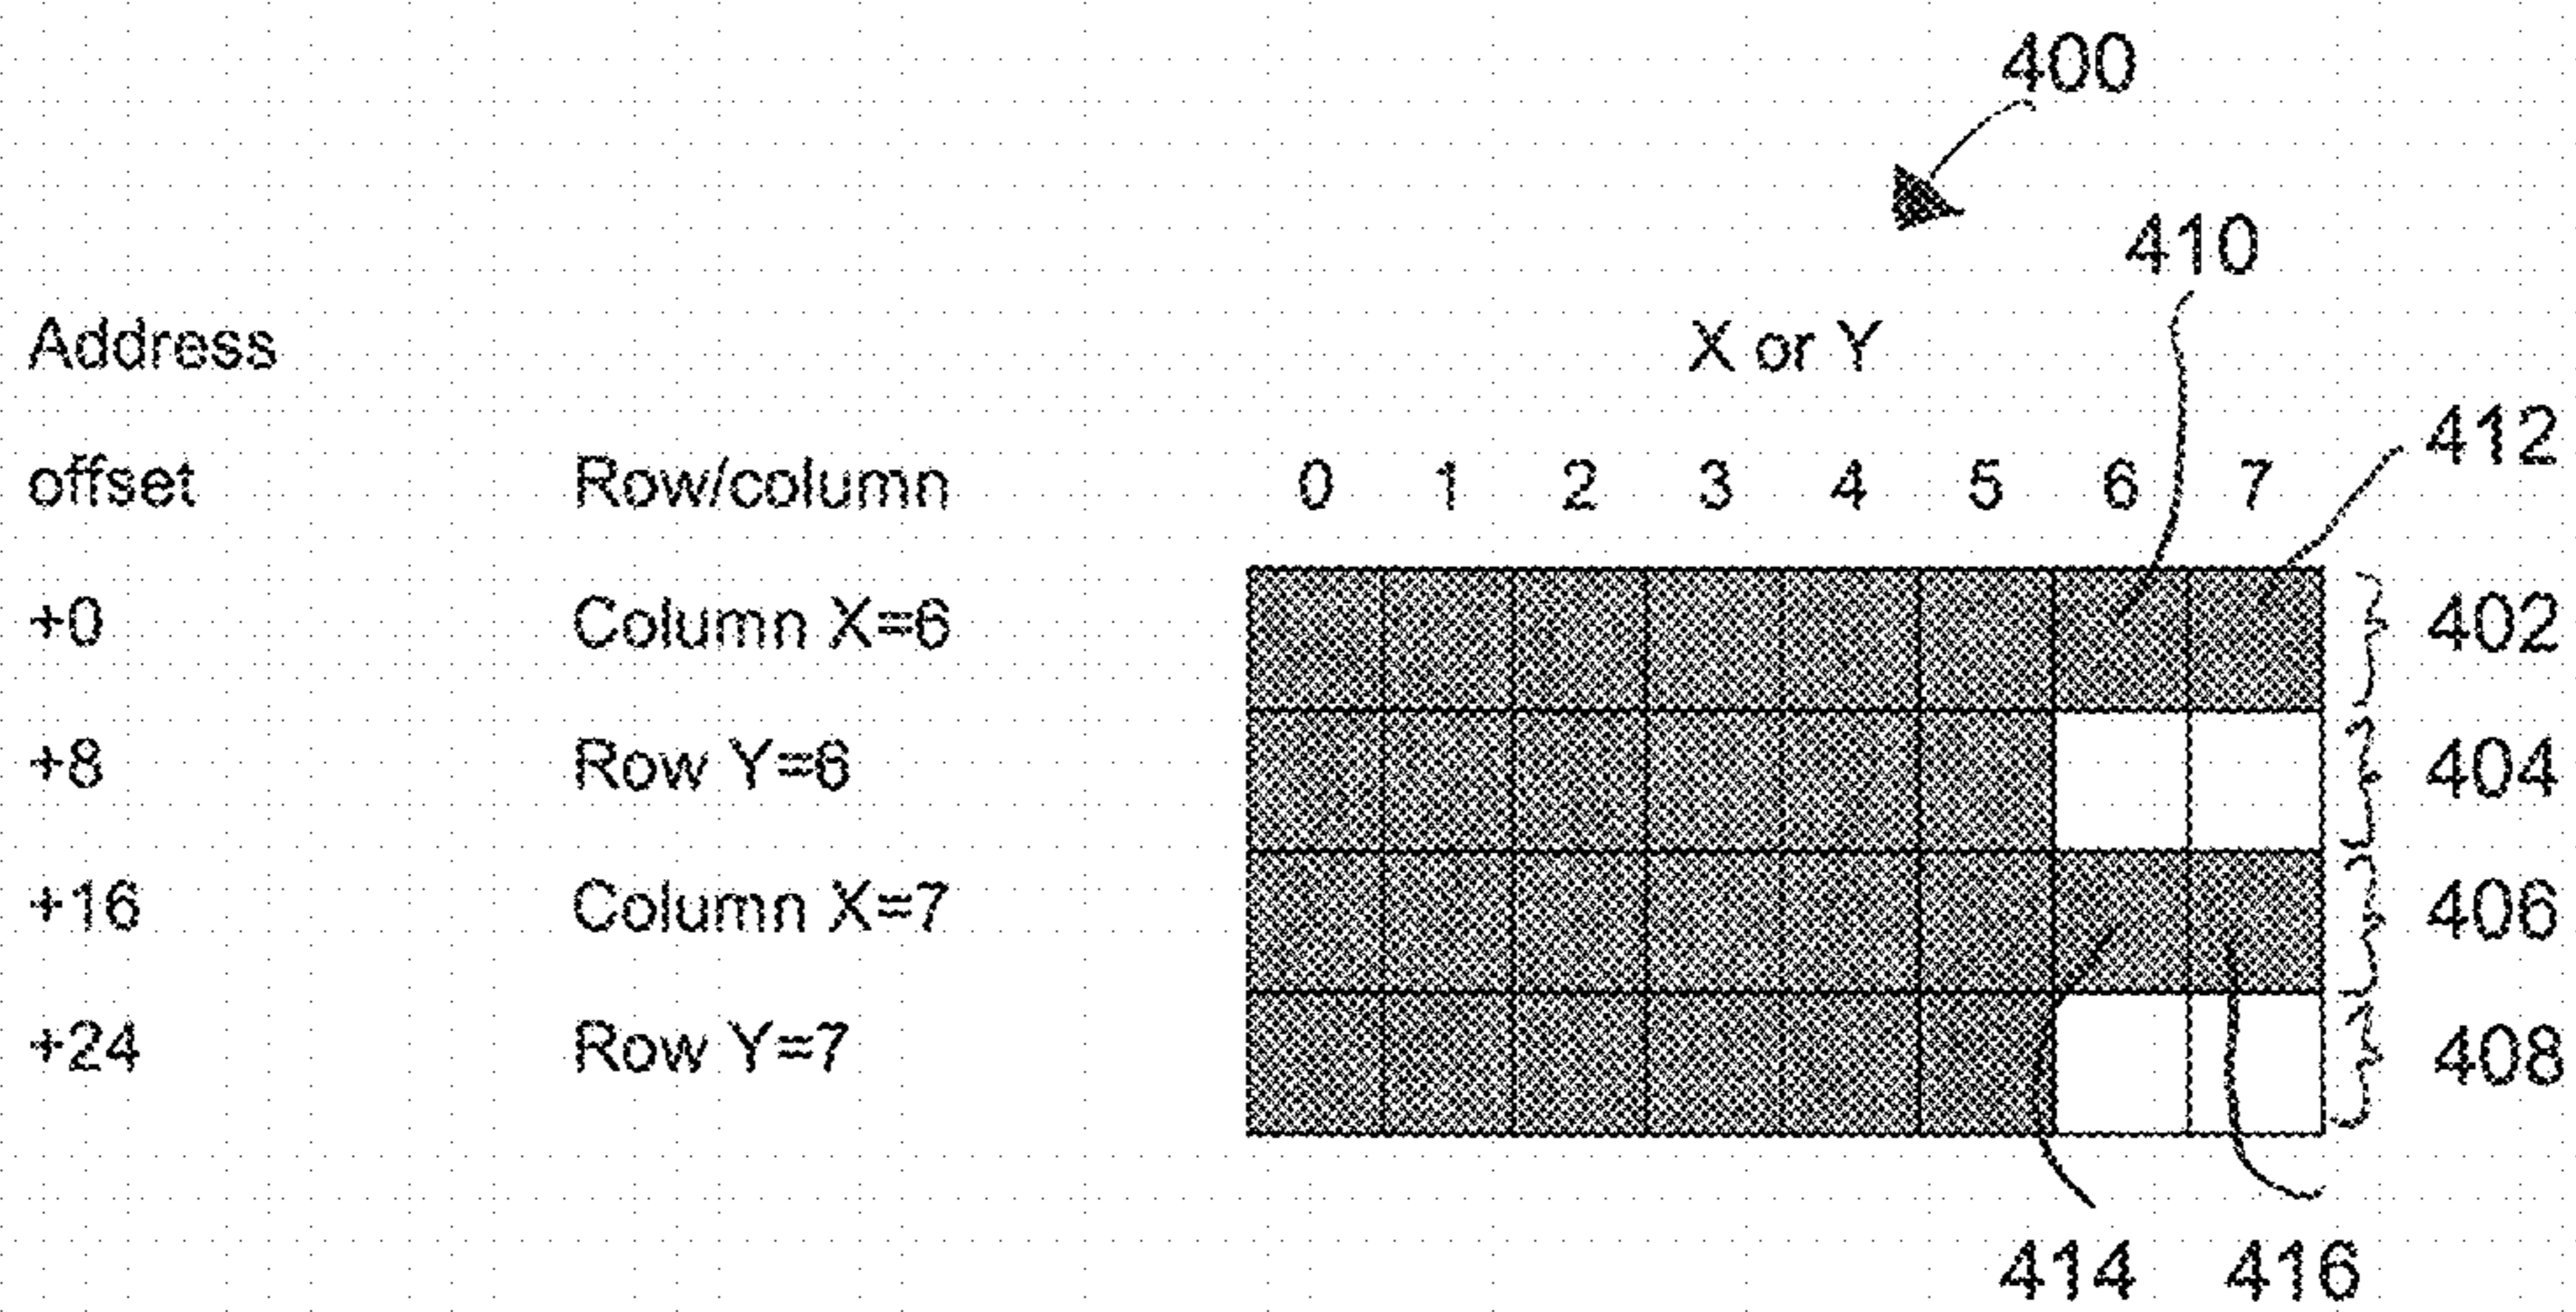 400
410
Address X or Y
412
offset Row/column 0 1 2 3 4 5 6 7
+0 Column X=6 402
+8 Row Y=6 404
+16 Column X=7 406
+24 Row Y=7 408
414 416